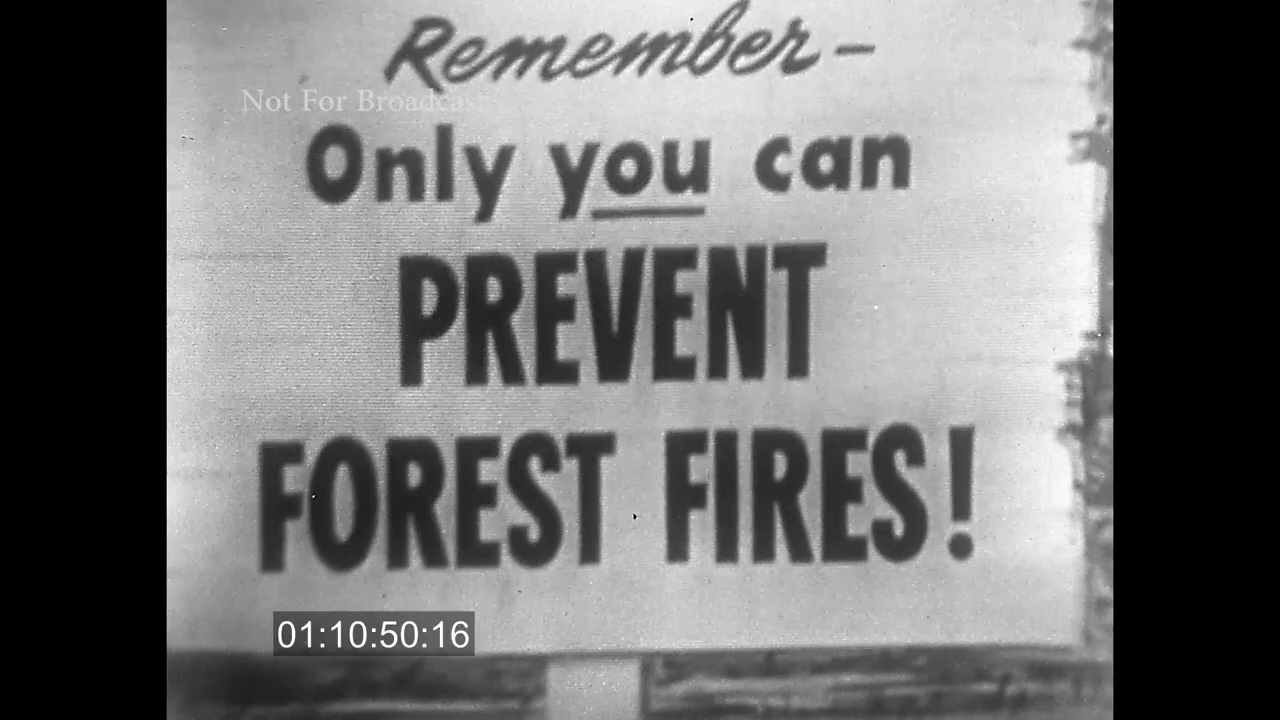 Remember-
Not For Broadcast
Only you can
PREVENT
FOREST FIRES!
01:10:50:16